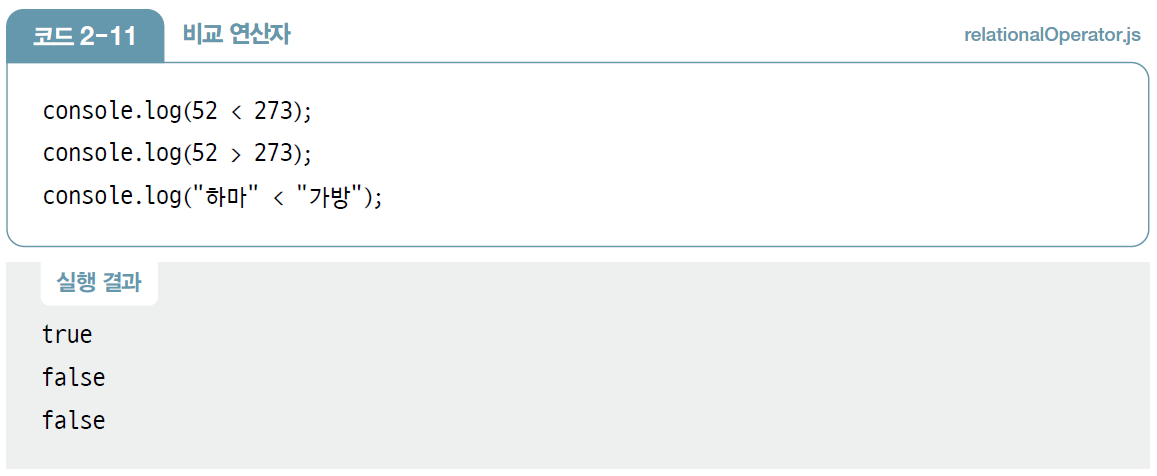 코드 2-11 비교 연산자 relationalOperator.js
console.log(52 < 273);
console.log(52 > 273);
console.log("하마" < "가방");
실행 결과
true
false
false